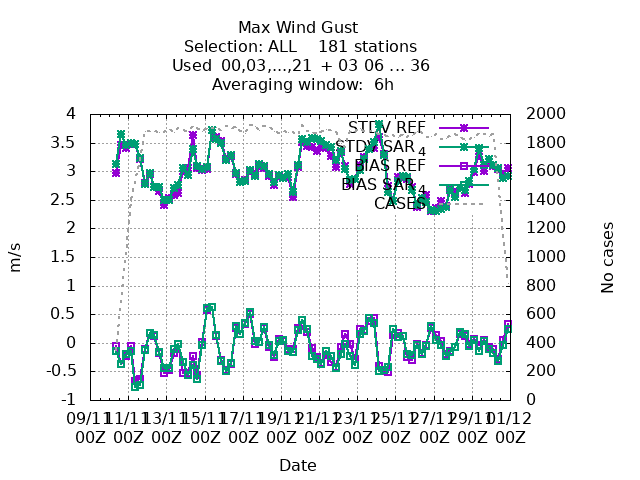 Max Wind Gust
Selection: ALL 181 stations
Used 00,03,...,21 + 03 06 ... 36
Averaging window: 6h
STDV REF
STDV SAR_4
BIAS REF
BIAS SAR_4
CASES
4
3.5
3
2.5
2
1.5
1
0.5
0
-0.5
-1
m/s
2000
1800
1600
1400
1200
1000
800
600
400
200
0
No cases
09/11 11/11 13/11 15/11 17/11 19/11 21/11 23/11 25/11 27/11 29/11 01/12
00Z 00Z 00Z 00Z 00Z 00Z 00Z 00Z 00Z 00Z 00Z 00Z
Date